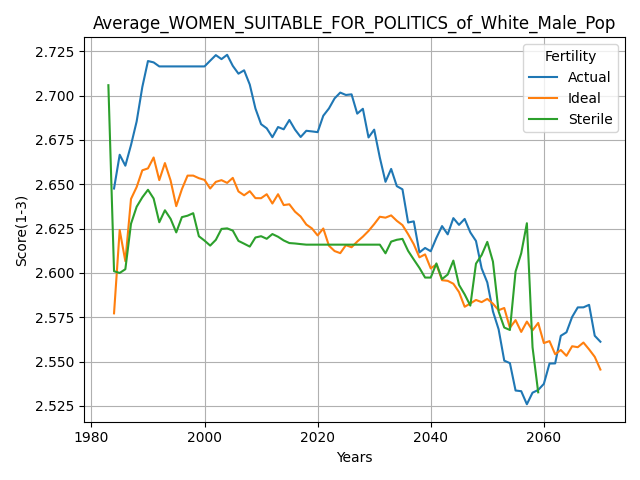 Average_WOMEN_SUITABLE_FOR_POLITICS_of_White_Male_Pop
Fertility
Actual
Ideal
Sterile
Score(1-3)
2.725
2.700
2.675
2.650
2.625
2.600
2.575
2.550
2.525
1980 2000 2020 2040 2060
Years